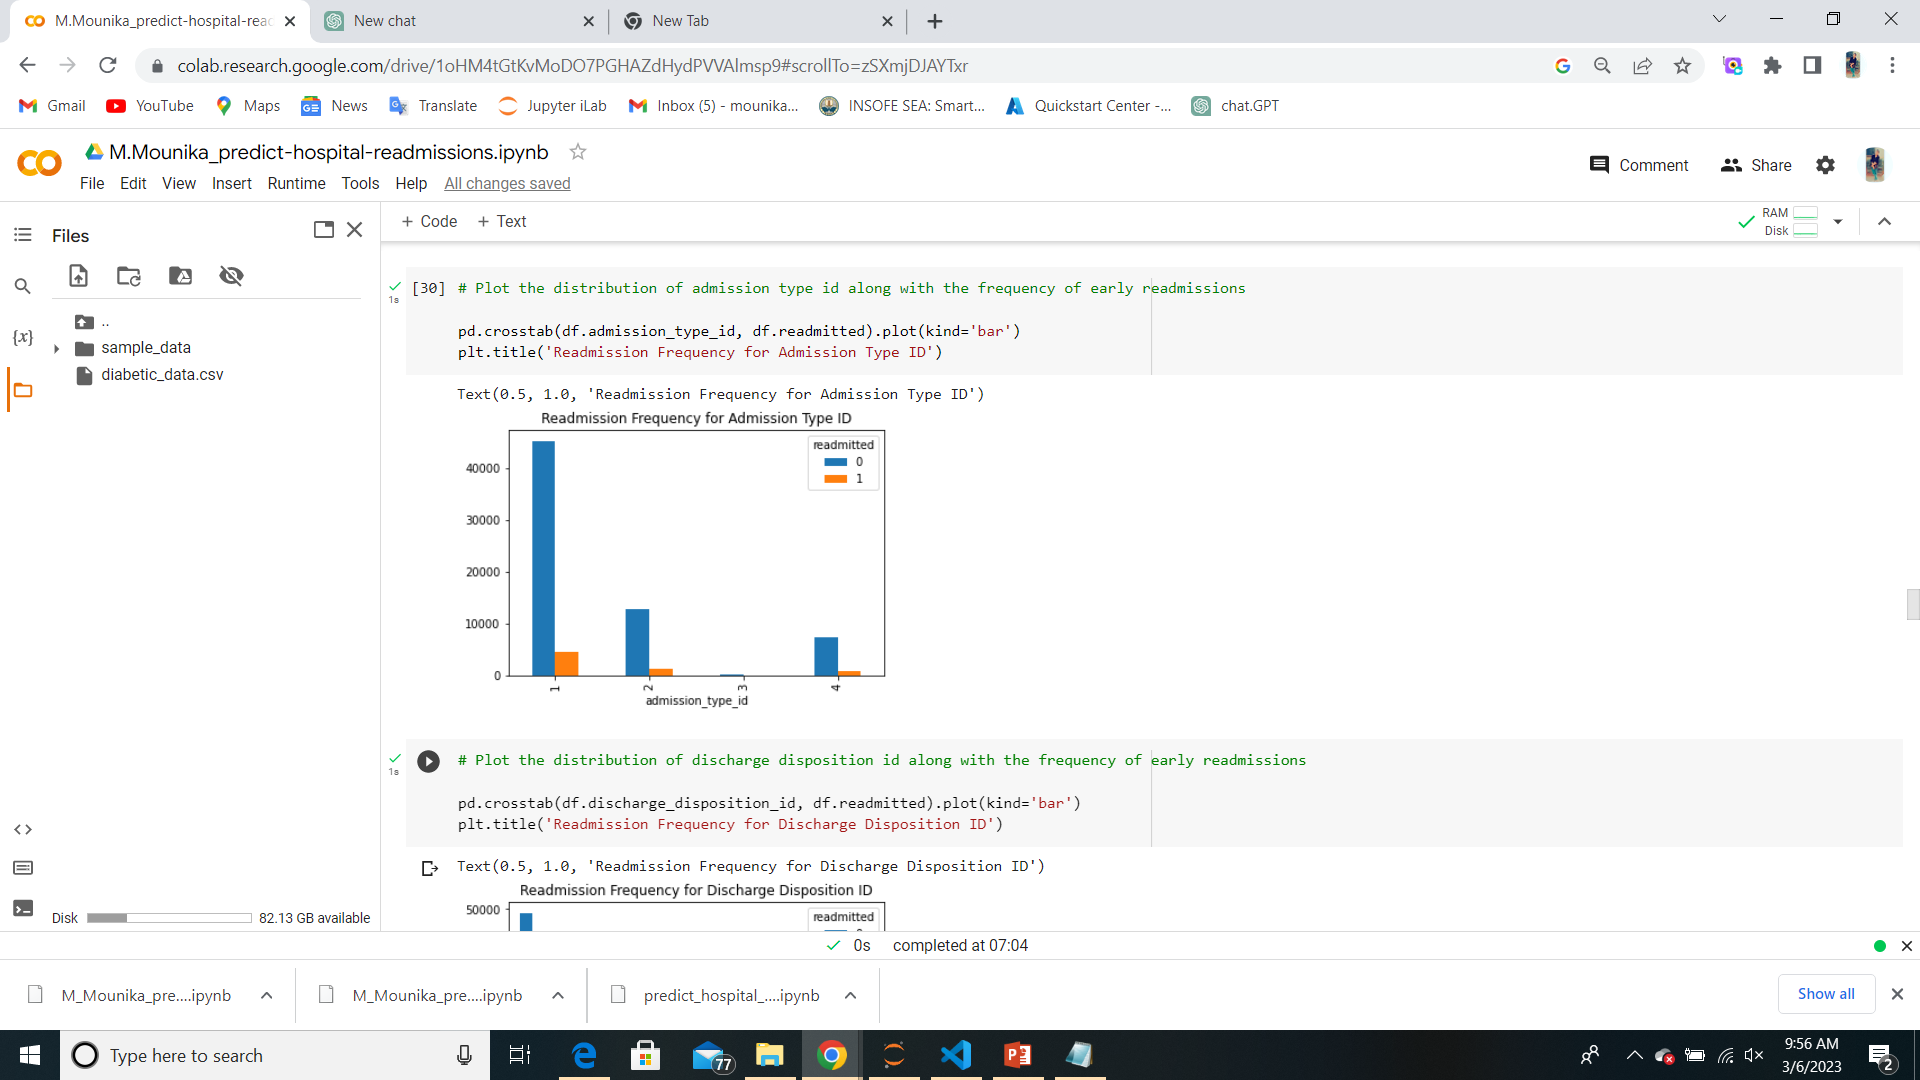 M.Mounika_predict-hospital-read
New chat
New Tab
colab.research.google.com/drive/1oHM4tGtKvMoDO7PGHAZdHydPVVAlmsp9#scrollTo=zSXmjDJAYTxr
Gmail
YouTube
Maps
News
Translate
Jupyter iLab
Inbox (5) - mounika...
INSOFE SEA: Smart...
Quickstart Center -...
chat.GPT
M.Mounika_predict-hospital-readmissions.ipynb
Comment
Share
File Edit View Insert Runtime Tools Help All changes saved
Files
+ Code + Text
RAM
Disk
..
sample_data
diabetic_data.csv
{x}
1s
[30] # Plot the distribution of admission type id along with the frequency of early readmissions
pd.crosstab(df.admission_type_id, df.readmitted).plot(kind='bar')
plt.title('Readmission Frequency for Admission Type ID')
Text(0.5, 1.0, 'Readmission Frequency for Admission Type ID')
Readmission Frequency for Admission Type ID
readmitted
0
1
40000
30000
20000
10000
0
1 2 3 4
admission_type_id
1s
# Plot the distribution of discharge disposition id along with the frequency of early readmissions
pd.crosstab(df.discharge_disposition_id, df.readmitted).plot(kind='bar')
plt.title('Readmission Frequency for Discharge Disposition ID')
Text(0.5, 1.0, 'Readmission Frequency for Discharge Disposition ID')
Readmission Frequency for Discharge Disposition ID
50000
readmitted
Disk
82.13 GB available
0s completed at 07:04
M_Mounika_pre....ipynb
M_Mounika_pre....ipynb
predict_hospital_....ipynb
Show all
Type here to search
77
9:56 AM
3/6/2023
2